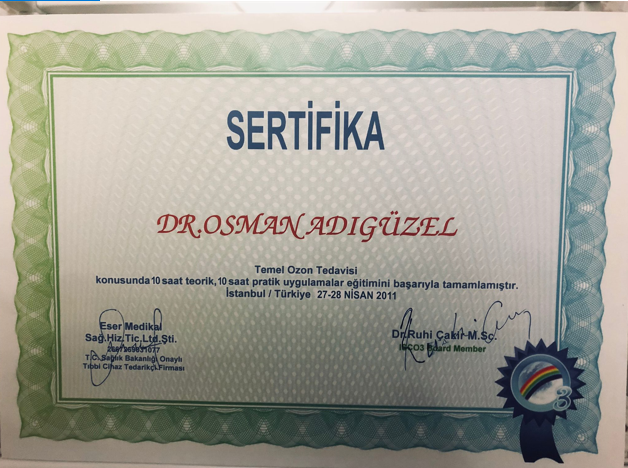 SERTİFİKA
DR.OSMAN ADIGÜZEL
Temel Ozon Tedavisi
konusunda 10 saat teorik, 10 saat pratik uygulamalar eğitimini başarıyla tamamlamıştır.
İstanbul / Türkiye 27-28 NİSAN 2011
Eser Medikal
Sağ.Hiz.Tic.Ltd.Şti.
T.C. Sağlık Bakanlığı Onaylı
Tıbbi Cihaz Tedarikçi Firması
Dr.Ruhi Çakır M.Sc.
Board Member